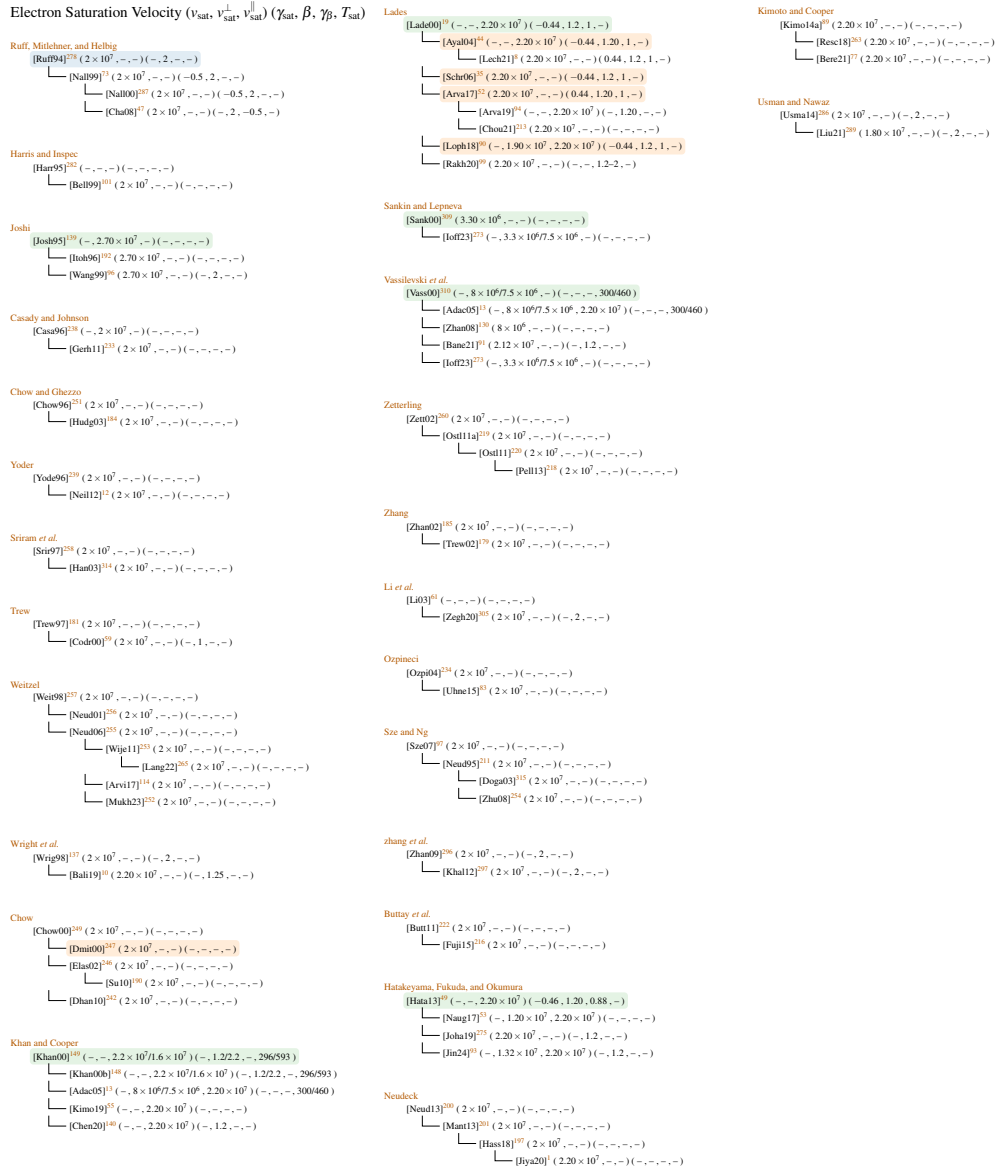 Electron Saturation Velocity (vsat, v⊥sat, v∥sat) (γsat, β, γβ, Tsat)
Ruff, Mitlehner, and Helbig
[Ruff94]278 ( 2 × 10^7 , −, −) (−, 2, −, −)
[Nall99]73 ( 2 × 10^7 , −, −) ( −0.5, 2, −, −)
[Nall00]287 ( 2 × 10^7 , −, −) ( −0.5, 2, −, −)
[Cha08]47 ( 2 × 10^7 , −, −) ( −, 2, −0.5, −)
Harris and Inspec
[Harr95]282 ( −, −, −) ( −, −, −, −)
[Bell99]101 ( 2 × 10^7 , −, −) ( −, −, −, −)
Joshi
[Josh95]139 ( −, 2.70 × 10^7 , −) ( −, −, −, −)
[Itoh96]192 ( 2.70 × 10^7 , −, −) ( −, −, −, −)
[Wang99]96 ( 2.70 × 10^7 , −, −) ( −, 2 , −, −)
Casady and Johnson
[Casa96]238 ( −, 2 × 10^7 , −) ( −, −, −, −)
[Gerh11]233 ( 2 × 10^7 , −, −) ( −, −, −, −)
Chow and Ghezzo
[Chow96]251 ( 2 × 10^7 , −, −) ( −, −, −, −)
[Hudg03]184 ( 2 × 10^7 , −, −) ( −, −, −, −)
Yoder
[Yode96]239 ( 2 × 10^7 , −, −) ( −, −, −, −)
[Neil12]12 ( 2 × 10^7 , −, −) ( −, −, −, −)
Sriram et al.
[Srir97]258 ( 2 × 10^7 , −, −) ( −, −, −, −)
[Han03]314 ( 2 × 10^7 , −, −) ( −, −, −, −)
Trew
[Trew97]181 ( 2 × 10^7 , −, −) ( −, −, −, −)
[Codr00]59 ( 2 × 10^7 , −, −) ( −, 1 , −, −)
Weitzel
[Weit98]257 ( 2 × 10^7 , −, −) ( −, −, −, −)
[Neud01]256 ( 2 × 10^7 , −, −) ( −, −, −, −)
[Neud06]255 ( 2 × 10^7 , −, −) ( −, −, −, −)
[Wije11]253 ( 2 × 10^7 , −, −) ( −, −, −, −)
[Lang22]265 ( 2 × 10^7 , −, −) ( −, −, −, −)
[Arvi17]114 ( 2 × 10^7 , −, −) ( −, −, −, −)
[Mukh23]252 ( 2 × 10^7 , −, −) ( −, −, −, −)
Wright et al.
[Wrig98]137 ( 2 × 10^7 , −, −) ( −, 2 , −, −)
[Bali19]10 ( 2.20 × 10^7 , −, −) ( −, 1.25 , −, −)
Chow
[Chow00]249 ( 2 × 10^7 , −, −) ( −, −, −, −)
[Dmit00]247 ( 2 × 10^7 , −, −) ( −, −, −, −)
[Elas02]246 ( 2 × 10^7 , −, −) ( −, −, −, −)
[Su10]190 ( 2 × 10^7 , −, −) ( −, −, −, −)
[Dhan10]242 ( 2 × 10^7 , −, −) ( −, −, −, −)
Khan and Cooper
[Khan00]149 ( −, −, 2.2 × 10^7/1.6 × 10^7 ) ( −, 1.2/2.2 , −, 296/593 )
[Khan00b]148 ( −, −, 2.2 × 10^7/1.6 × 10^7 ) ( −, 1.2/2.2 , −, 296/593 )
[Adac05]13 ( −, 8 × 10^6/7.5 × 10^6 , 2.20 × 10^7 ) ( −, −, −, 300/460 )
[Kimo19]55 ( −, −, 2.20 × 10^7 ) ( −, −, −, −)
[Chen20]140 ( −, −, 2.20 × 10^7 ) ( −, 1.2 , −, −)
Lades
[Lade00]19 ( −, −, 2.20 × 10^7 ) ( −0.44 , 1.2, 1, −)
[Ayal04]44 ( −, −, 2.20 × 10^7 ) ( −0.44 , 1.20 , 1 , −)
[Lech21]8 ( 2.20 × 10^7 , −, −) ( 0.44 , 1.2, 1 , −)
[Schr06]35 ( 2.20 × 10^7 , −, −) ( −0.44 , 1.2, 1 , −)
[Arva17]52 ( 2.20 × 10^7 , −, −) ( 0.44 , 1.20 , 1 , −)
[Arva19]94 ( −, −, 2.20 × 10^7 ) ( −, 1.20 , −, −)
[Chou21]213 ( 2.20 × 10^7 , −, −) ( −, −, −, −)
[Loph18]90 ( −, 1.90 × 10^7 , 2.20 × 10^7 ) ( −0.44 , 1.2, 1 , −)
[Rakh20]99 ( 2.20 × 10^7 , −, −) ( −, 1.2–2 , −, −)
Sankin and Lepneva
[Sank00]309 ( 3.30 × 10^6 , −, −) ( −, −, −, −)
[Ioff23]273 ( −, 3.3 × 10^6/7.5 × 10^6 , −) ( −, −, −, −)
Vassilevski et al.
[Vass00]310 ( −, 8 × 10^6/7.5 × 10^6 , −) ( −, −, −, 300/460 )
[Adac05]13 ( −, 8 × 10^6/7.5 × 10^6 , 2.20 × 10^7 ) ( −, −, −, 300/460 )
[Zhan08]130 ( 8 × 10^6 , −, −) ( −, −, −, −)
[Bane21]91 ( 2.12 × 10^7 , −, −) ( −, 1.2 , −, −)
[Ioff23]273 ( −, 3.3 × 10^6/7.5 × 10^6 , −) ( −, −, −, −)
Zetterling
[Zett02]260 ( 2 × 10^7 , −, −) ( −, −, −, −)
[Ostl11a]219 ( 2 × 10^7 , −, −) ( −, −, −, −)
[Ostl11]220 ( 2 × 10^7 , −, −) ( −, −, −, −)
[Pell13]218 ( 2 × 10^7 , −, −) ( −, −, −, −)
Zhang
[Zhan02]185 ( 2 × 10^7 , −, −) ( −, −, −, −)
[Trew02]179 ( 2 × 10^7 , −, −) ( −, −, −, −)
Li et al.
[Li03]61 ( −, −, −) ( −, −, −, −)
[Zegh20]305 ( 2 × 10^7 , −, −) ( −, 2 , −, −)
Ozpineci
[Ozpi04]234 ( 2 × 10^7 , −, −) ( −, −, −, −)
[Uhne15]83 ( 2 × 10^7 , −, −) ( −, −, −, −)
Sze and Ng
[Sze07]97 ( 2 × 10^7 , −, −) ( −, −, −, −)
[Neud95]211 ( 2 × 10^7 , −, −) ( −, −, −, −)
[Doga03]315 ( 2 × 10^7 , −, −) ( −, −, −, −)
[Zhu08]254 ( 2 × 10^7 , −, −) ( −, −, −, −)
zhang et al.
[Zhan09]296 ( 2 × 10^7 , −, −) ( −, 2 , −, −)
[Khal12]297 ( 2 × 10^7 , −, −) ( −, 2 , −, −)
Buttay et al.
[Butt11]222 ( 2 × 10^7 , −, −) ( −, −, −, −)
[Fuji15]216 ( 2 × 10^7 , −, −) ( −, −, −, −)
Hatakeyama, Fukuda, and Okumura
[Hata13]49 ( −, −, 2.20 × 10^7 ) ( −0.46 , 1.20 , 0.88 , −)
[Naug17]53 ( −, 1.20 × 10^7 , 2.20 × 10^7 ) ( −, −, −, −)
[Joha19]275 ( 2.20 × 10^7 , −, −) ( −, 1.2 , −, −)
[Jin24]93 ( −, 1.32 × 10^7 , 2.20 × 10^7 ) ( −, 1.2 , −, −)
Neudeck
[Neud13]200 ( 2 × 10^7 , −, −) ( −, −, −, −)
[Mant13]201 ( 2 × 10^7 , −, −) ( −, −, −, −)
[Hass18]197 ( 2 × 10^7 , −, −) ( −, −, −, −)
[Jiya20]1 ( 2.20 × 10^7 , −, −) ( −, −, −, −)
Kimoto and Cooper
[Kimo14a]89 ( 2.20 × 10^7 , −, −) ( −, −, −, −)
[Resc18]263 ( 2.20 × 10^7 , −, −) ( −, −, −, −)
[Bere21]77 ( 2.20 × 10^7 , −, −) ( −, −, −, −)
Usman and Nawaz
[Usma14]286 ( 2 × 10^7 , −, −) ( −, 2 , −, −)
[Liu21]289 ( 1.80 × 10^7 , −, −) ( −, 2 , −, −)